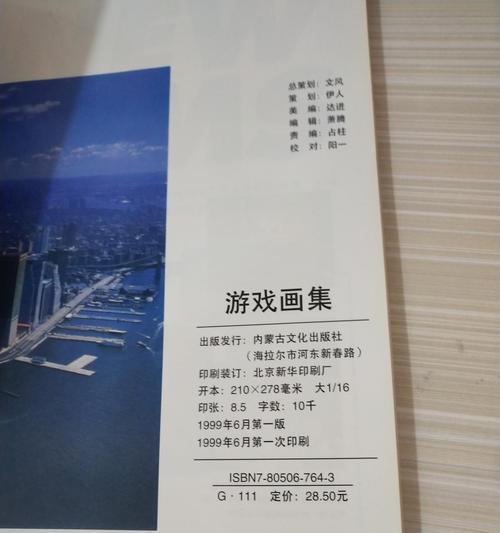 总策划：文风
策　划：伊人
美　编：达进
编　辑：萧腾
责　编：占柱
校　对：阳一
游戏画集
出版发行：内蒙古文化出版社
（海拉尔市河东新春路）
印刷装订：北京新华印刷厂
开本：210×278毫米　大1/16
印张：8.5　字数：10千
1999年6月第一版
1999年6月第一次印刷
ISBN7-80506-764-3
G·111　定价：28.50元